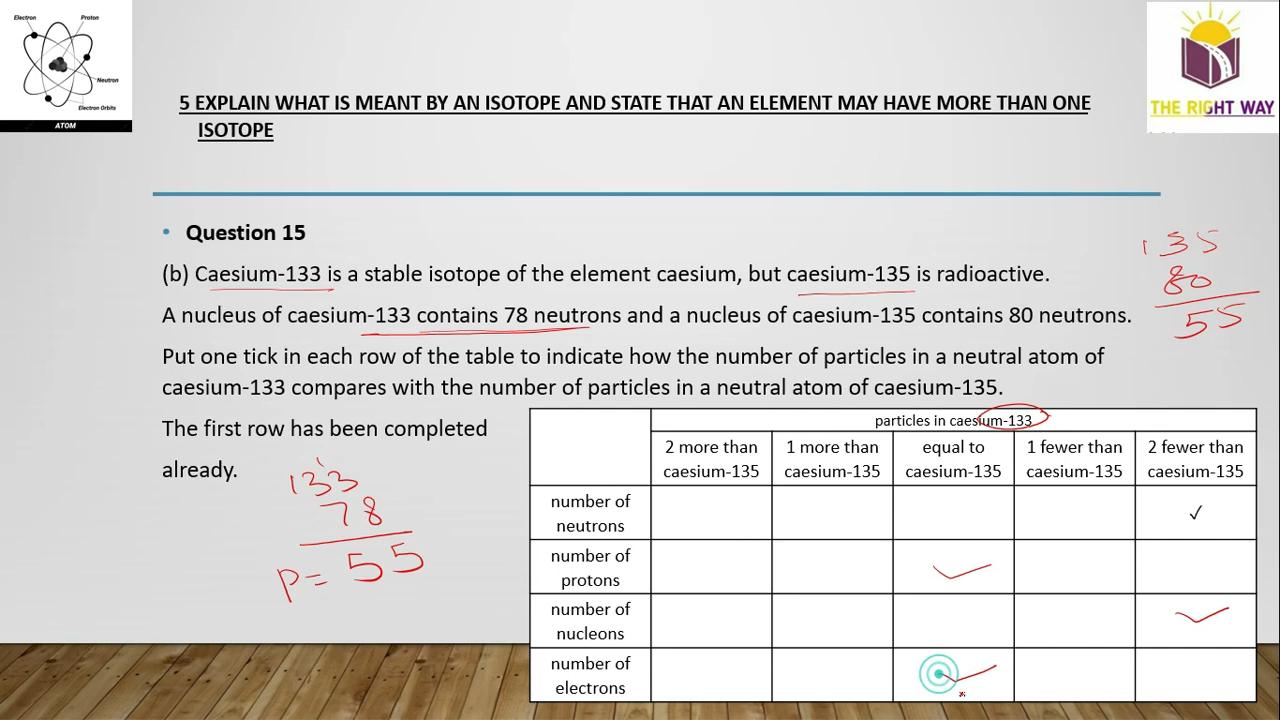 Electron
Proton
Neutron
Electron Orbits
ATOM
THE RIGHT WAY
5 EXPLAIN WHAT IS MEANT BY AN ISOTOPE AND STATE THAT AN ELEMENT MAY HAVE MORE THAN ONE
ISOTOPE
• Question 15
(b) Caesium-133 is a stable isotope of the element caesium, but caesium-135 is radioactive.
A nucleus of caesium-133 contains 78 neutrons and a nucleus of caesium-135 contains 80 neutrons.
135
80
55
Put one tick in each row of the table to indicate how the number of particles in a neutral atom of
caesium-133 compares with the number of particles in a neutral atom of caesium-135.
The first row has been completed
already.
1
133
78
P = 55
particles in caesium-133
2 more than
caesium-135
1 more than
caesium-135
equal to
caesium-135
1 fewer than
caesium-135
2 fewer than
caesium-135
number of
neutrons
✓
number of
protons
✓
number of
nucleons
✓
number of
electrons
✓